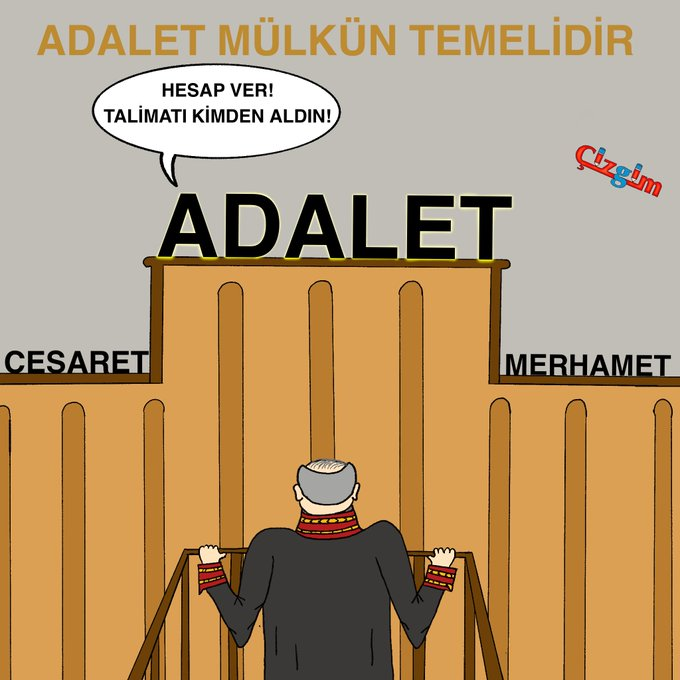 ADALET MÜLKÜN TEMELİDİR
HESAP VER!
TALİMATI KİMDEN ALDIN!
Çizgim
ADALET
CESARET
MERHAMET